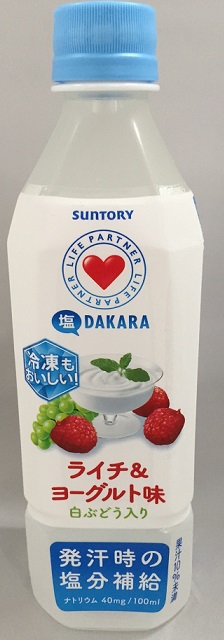 SUNTORY
LIFE PARTNER LIFE PARTNER LIFE PARTNER
塩 DAKARA
冷凍も
おいしい!
ライチ&
ヨーグルト味
白ぶどう入り
発汗時の
塩分補給
ナトリウム 40mg / 100ml
果汁10%未満